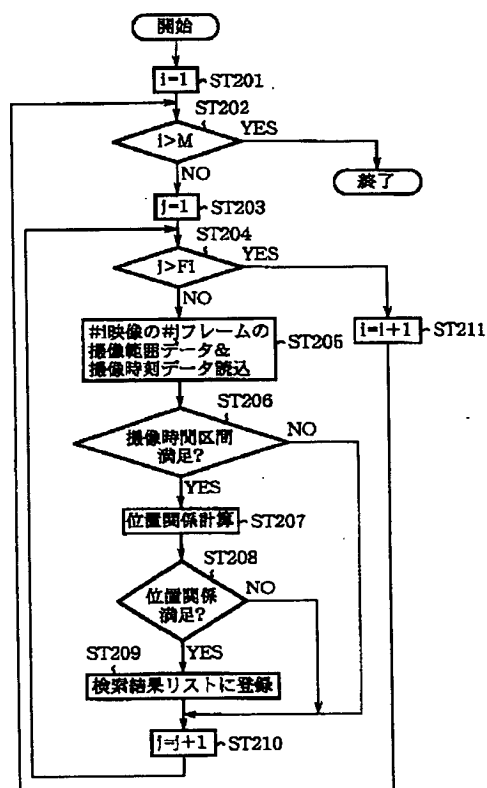 開始
i=1 ST201
ST202
i>M YES
NO
終了
j=1 ST203
ST204
j>Fi YES
NO
#i映像の#jフレームの
撮像範囲データ&
撮像時刻データ読込
ST205
i=i+1 ST211
ST206
撮像時間区間
満足?
NO
YES
位置関係計算 ST207
ST208
位置関係
満足?
NO
YES
ST209
検索結果リストに登録
j=j+1 ST210